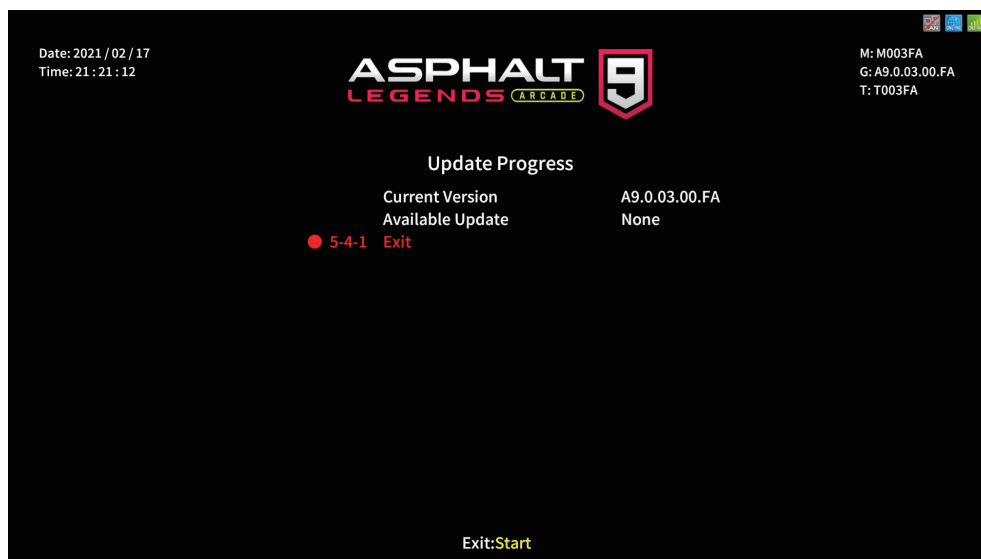 Date: 2021 / 02 / 17
Time: 21 : 21 : 12
ASPHALT 9
LEGENDS ARCADE
M: M003FA
G: A9.0.03.00.FA
T: T003FA
Update Progress
Current Version A9.0.03.00.FA
Available Update None
5-4-1 Exit
Exit:Start